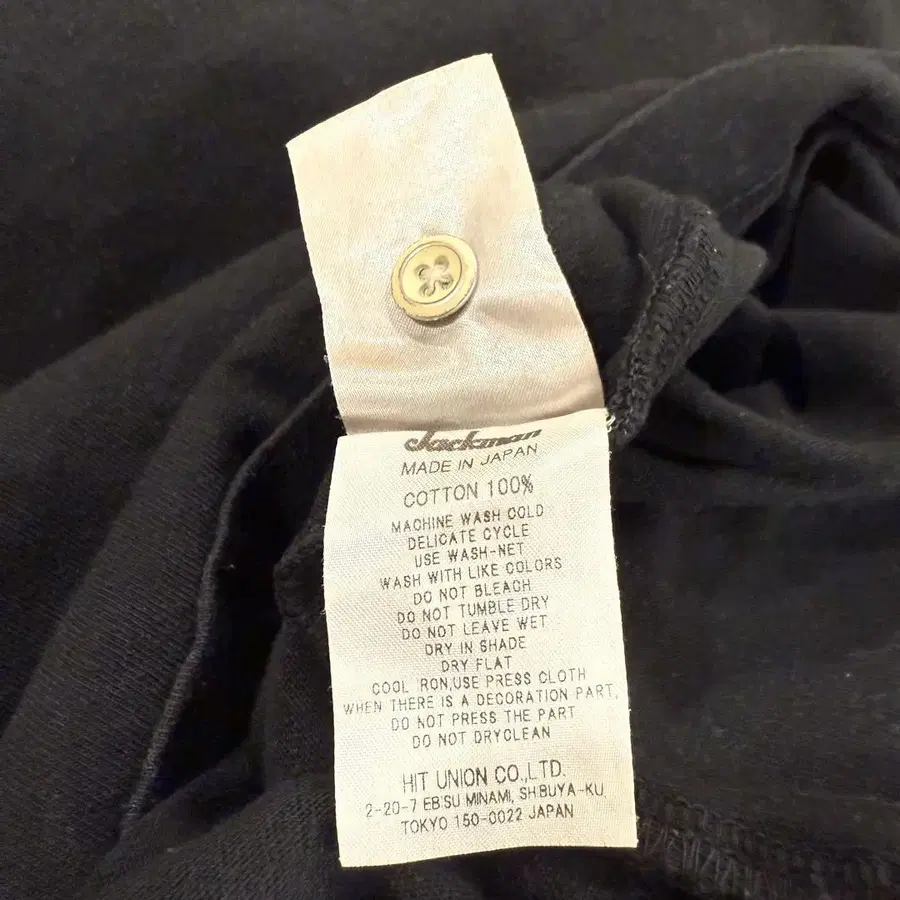 Jackman
MADE IN JAPAN
COTTON 100%
MACHINE WASH COLD
DELICATE CYCLE
USE WASH-NET
WASH WITH LIKE COLORS
DO NOT BLEACH
DO NOT TUMBLE DRY
DO NOT LEAVE WET
DRY IN SHADE
DRY FLAT
COOL RON,USE PRESS CLOTH
WHEN THERE IS A DECORATION PART,
DO NOT PRESS THE PART
DO NOT DRYCLEAN
HIT UNION CO.,LTD.
2-20-7 EBISU MINAMI, SHIBUYA-KU,
TOKYO 150-0022 JAPAN